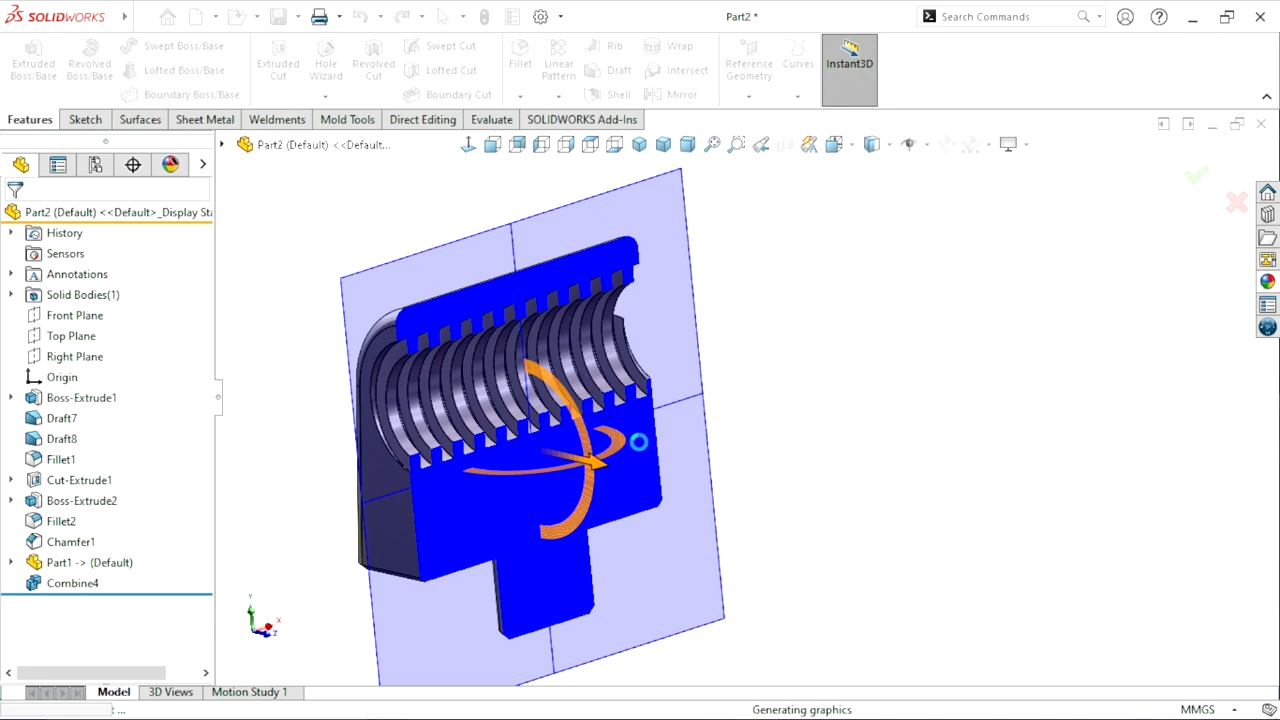 SOLIDWORKS
Part2 *
Search Commands
Extruded Boss/Base
Revolved Boss/Base
Swept Boss/Base
Lofted Boss/Base
Boundary Boss/Base
Extruded Cut
Hole Wizard
Revolved Cut
Swept Cut
Lofted Cut
Boundary Cut
Fillet
Linear Pattern
Rib
Draft
Shell
Wrap
Intersect
Mirror
Reference Geometry
Curves
Instant3D
Features
Sketch
Surfaces
Sheet Metal
Weldments
Mold Tools
Direct Editing
Evaluate
SOLIDWORKS Add-Ins
Part2 (Default) <<Default...
Part2 (Default) <<Default>_Display Sta
History
Sensors
Annotations
Solid Bodies(1)
Front Plane
Top Plane
Right Plane
Origin
Boss-Extrude1
Draft7
Draft8
Fillet1
Cut-Extrude1
Boss-Extrude2
Fillet2
Chamfer1
Part1 -> (Default)
Combine4
Y
X
Z
Model
3D Views
Motion Study 1
Generating graphics
MMGS